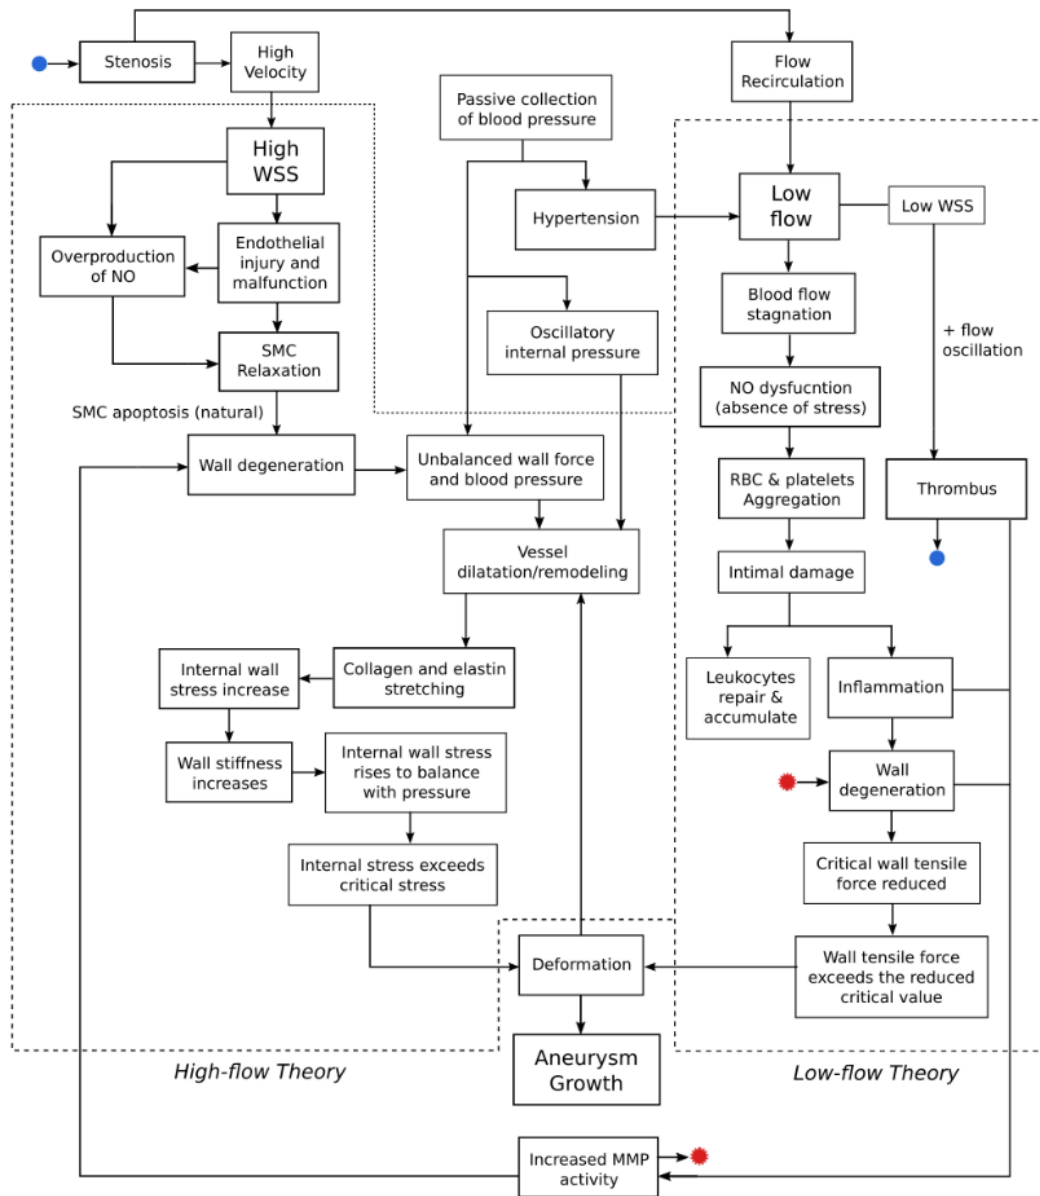 Stenosis
High
Velocity
Flow
Recirculation
Passive collection
of blood pressure
High
WSS
Low
flow
Low WSS
Hypertension
Overproduction
of NO
Endothelial
injury and
malfunction
Blood flow
stagnation
Oscillatory
internal pressure
+ flow
oscillation
SMC
Relaxation
NO dysfucntion
(absence of stress)
SMC apoptosis (natural)
Wall degeneration
Unbalanced wall force
and blood pressure
RBC & platelets
Aggregation
Thrombus
Vessel
dilatation/remodeling
Intimal damage
Internal wall
stress increase
Collagen and elastin
stretching
Leukocytes
repair &
accumulate
Inflammation
Wall stiffness
increases
Internal wall stress
rises to balance
with pressure
Wall
degeneration
Internal stress exceeds
critical stress
Critical wall tensile
force reduced
Deformation
Wall tensile force
exceeds the reduced
critical value
Aneurysm
Growth
High-flow Theory
Low-flow Theory
Increased MMP
activity